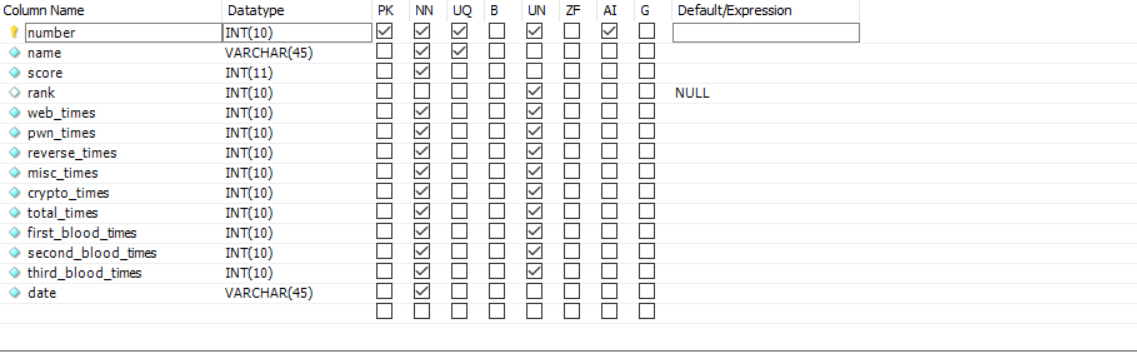 Column Name Datatype PK NN UQ B UN ZF AI G Default/Expression
number INT(10)
name VARCHAR(45)
score INT(11)
rank INT(10) NULL
web_times INT(10)
pwn_times INT(10)
reverse_times INT(10)
misc_times INT(10)
crypto_times INT(10)
total_times INT(10)
first_blood_times INT(10)
second_blood_times INT(10)
third_blood_times INT(10)
date VARCHAR(45)